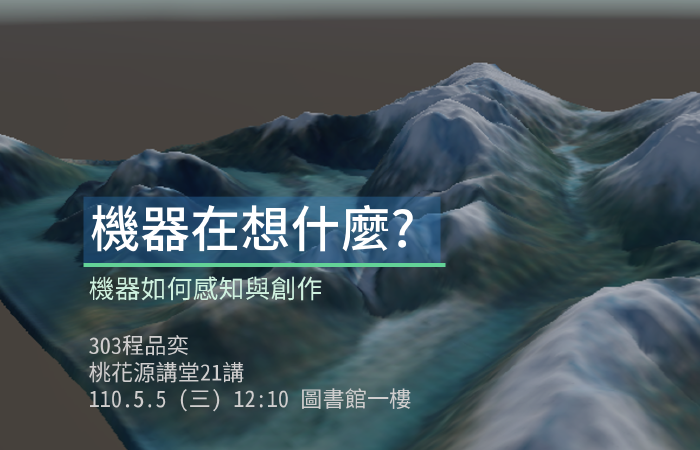 機器在想什麼?
機器如何感知與創作
303程品奕
桃花源講堂21講
110.5.5 (三) 12:10 圖書館一樓